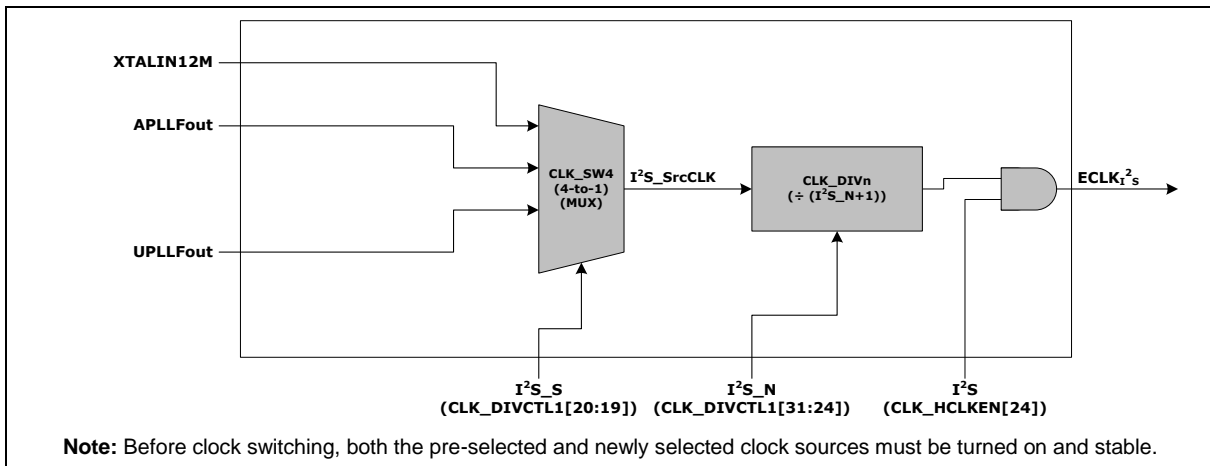 XTALIN12M
APLLFout
UPLLFout
CLK_SW4
(4-to-1)
(MUX)
I²S_SrcCLK
CLK_DIVn
(÷ (I²S_N+1))
ECLK_I²S
I²S_S
(CLK_DIVCTL1[20:19])
I²S_N
(CLK_DIVCTL1[31:24])
I²S
(CLK_HCLKEN[24])
Note: Before clock switching, both the pre-selected and newly selected clock sources must be turned on and stable.